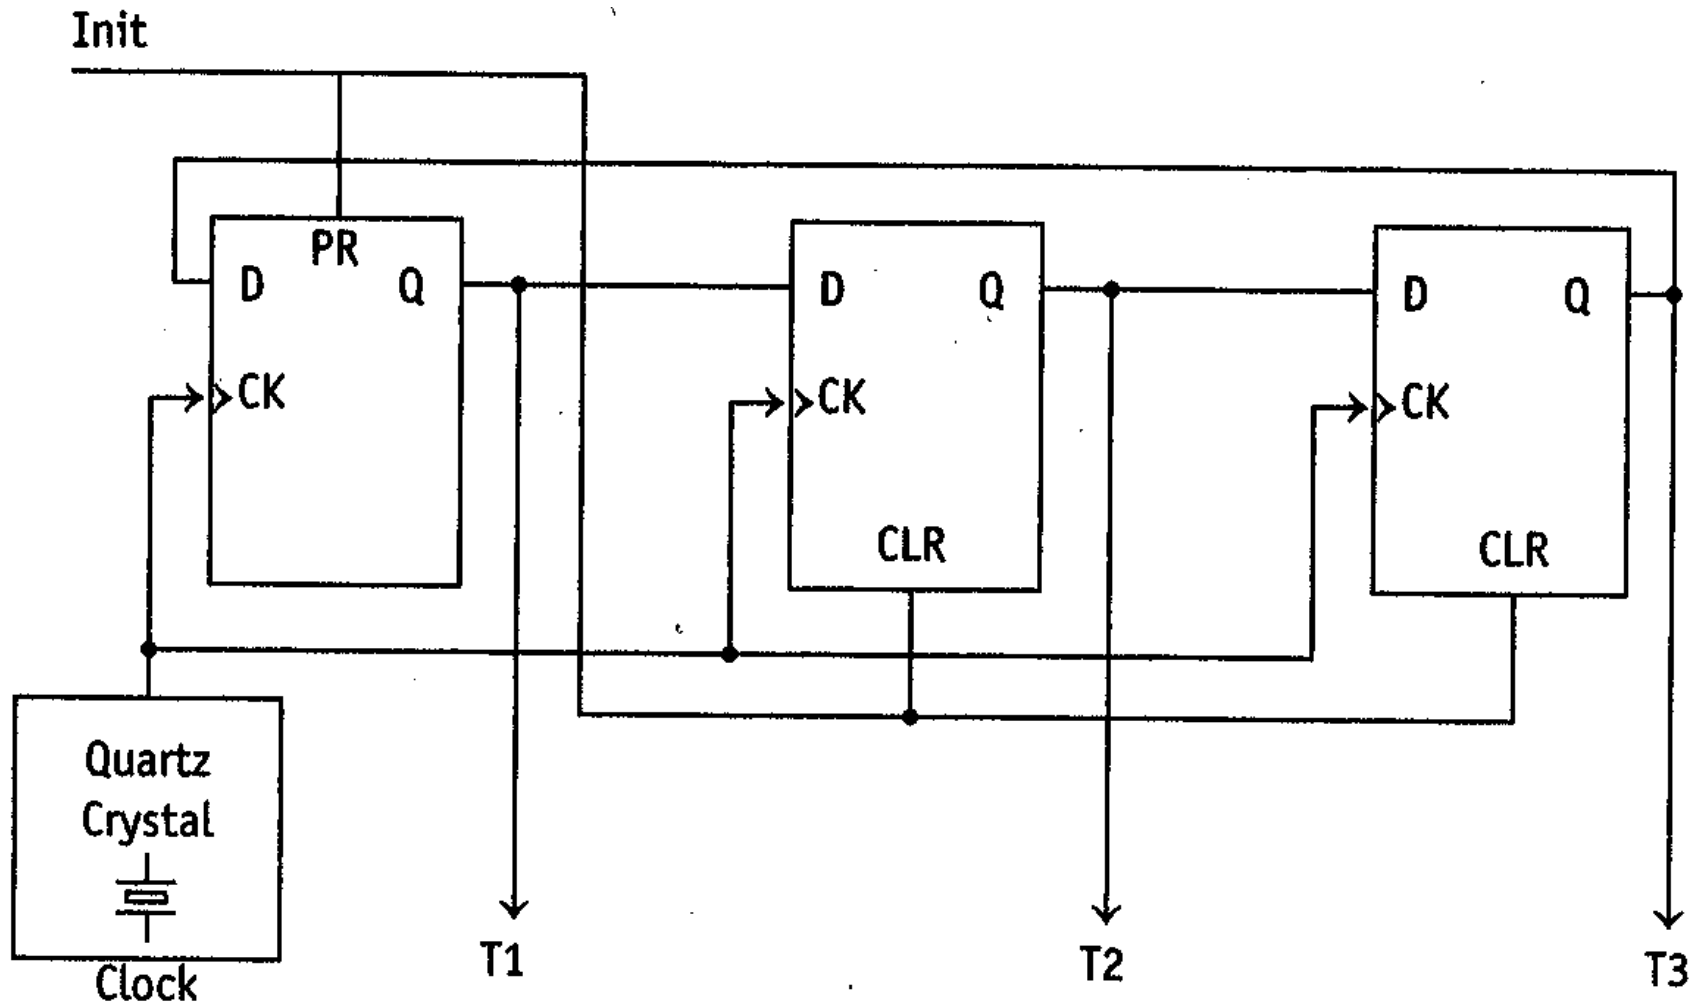 Init
PR
D Q
CK
D Q
CK
CLR
D Q
CK
CLR
Quartz
Crystal
Clock
T1
T2
T3